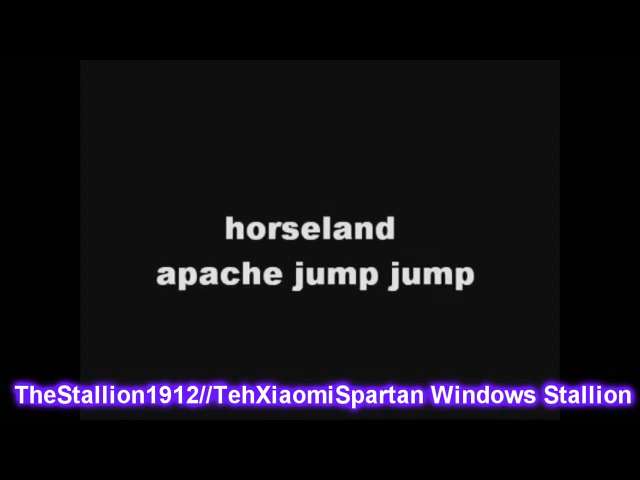 horseland
apache jump jump
TheStallion1912//TehXiaomiSpartan Windows Stallion